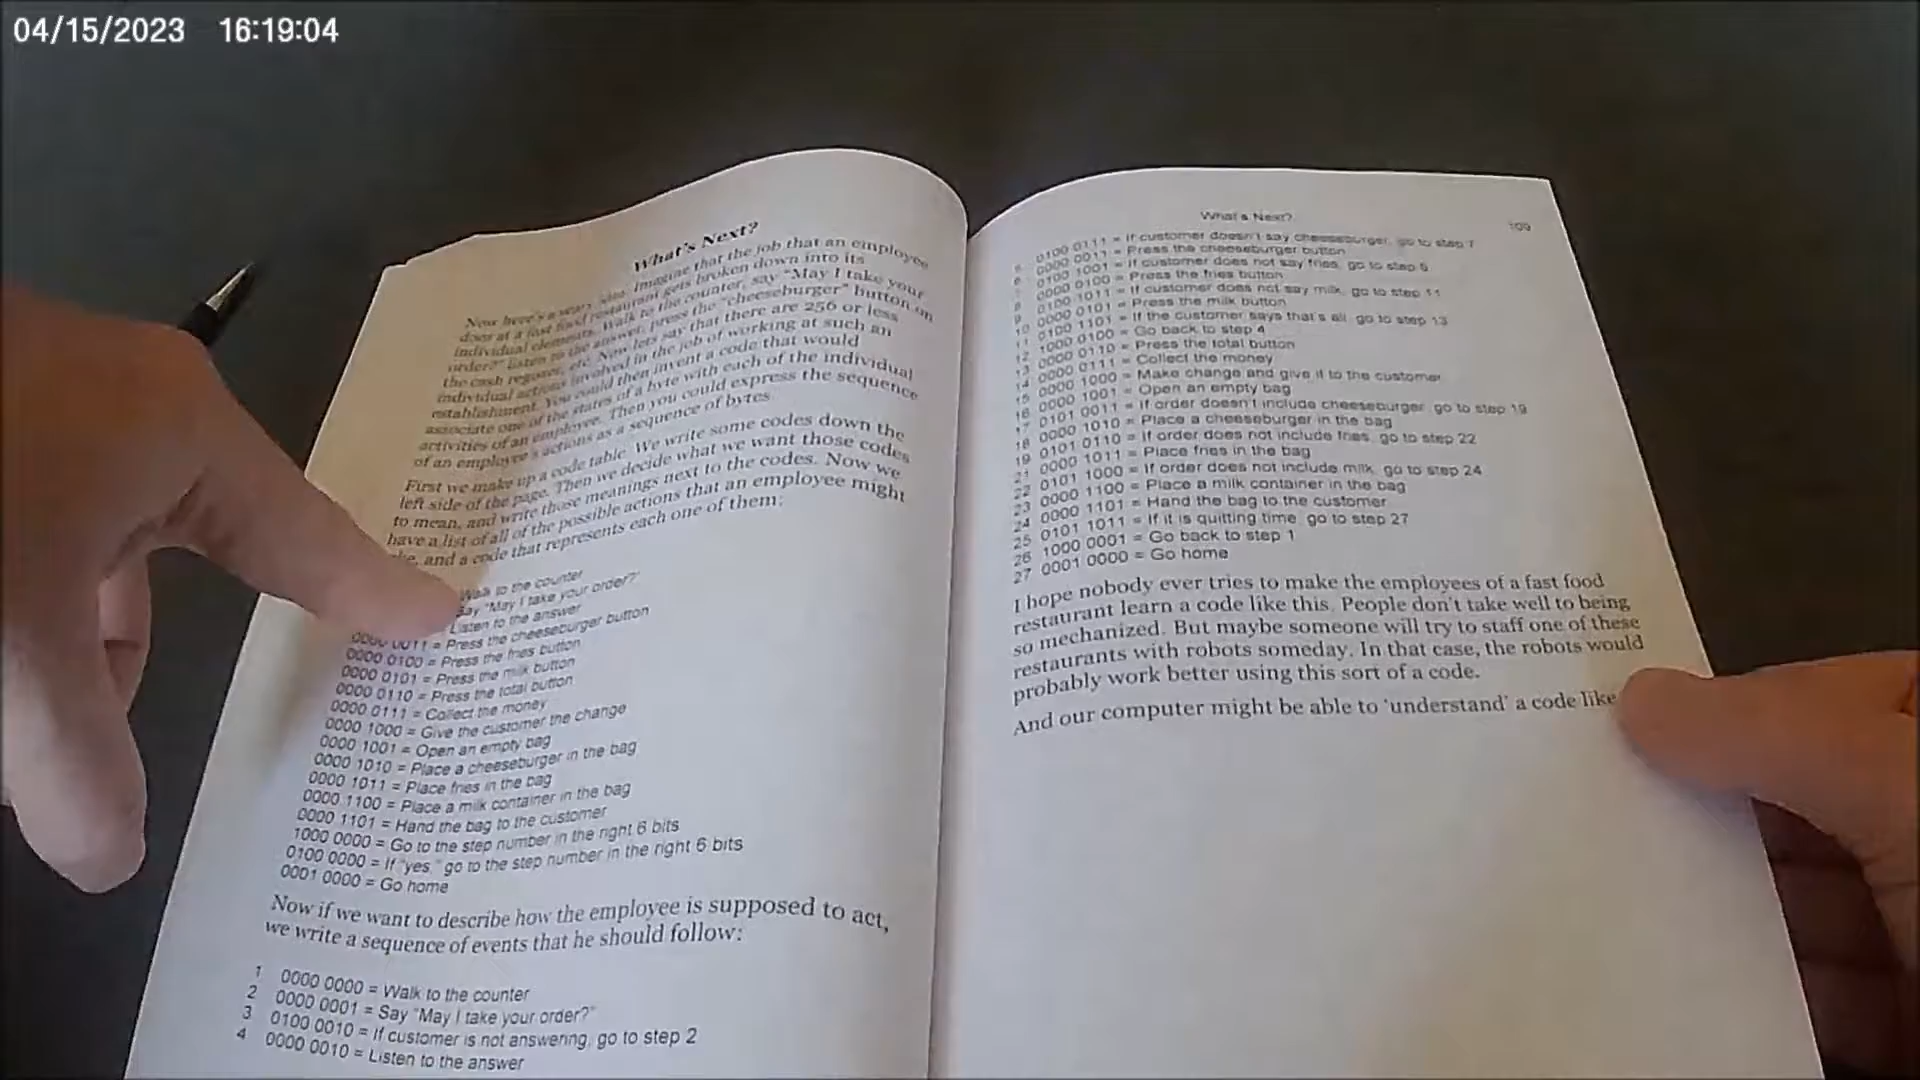 04/15/2023 16:19:04
What's Next?
Now here's a scary idea. Imagine that the job that an employee
does at a fast food restaurant gets broken down into its
individual elements. Walk to the counter, say "May I take your
order?" listen to the answer, press the "cheeseburger" button on
the cash register, etc. Now lets say that there are 256 or less
individual actions involved in the job of working at such an
establishment. You could then invent a code that would
associate one of the states of a byte with each of the individual
activities of an employee. Then you could express the sequence
of an employee's actions as a sequence of bytes.
First we make up a code table. We write some codes down the
left side of the page. Then we decide what we want those codes
to mean, and write those meanings next to the codes. Now we
have a list of all of the possible actions that an employee might
and a code that represents each one of them:
Walk to the counter
Say "May I take your order?"
Listen to the answer
0000 0011 = Press the cheeseburger button
0000 0100 = Press the fries button
0000 0101 = Press the milk button
0000 0110 = Press the total button
0000 0111 = Collect the money
0000 1000 = Give the customer the change
0000 1001 = Open an empty bag
0000 1010 = Place a cheeseburger in the bag
0000 1011 = Place fries in the bag
0000 1100 = Place a milk container in the bag
0000 1101 = Hand the bag to the customer
1000 0000 = Go to the step number in the right 6 bits
0100 0000 = If "yes," go to the step number in the right 6 bits
0001 0000 = Go home
Now if we want to describe how the employee is supposed to act,
we write a sequence of events that he should follow:
1 0000 0000 = Walk to the counter
2 0000 0001 = Say "May I take your order?"
3 0100 0010 = If customer is not answering, go to step 2
4 0000 0010 = Listen to the answer
What's Next? 109
5 0100 0111 = If customer doesn't say cheeseburger, go to step 7
6 0000 0011 = Press the cheeseburger button
7 0100 1001 = If customer does not say fries, go to step 9
8 0000 0100 = Press the fries button
9 0100 1011 = If customer does not say milk, go to step 11
10 0000 0101 = Press the milk button
11 0100 1101 = If the customer says that's all, go to step 13
12 1000 0100 = Go back to step 4
13 0000 0110 = Press the total button
14 0000 0111 = Collect the money
15 0000 1000 = Make change and give it to the customer
16 0000 1001 = Open an empty bag
17 0101 0011 = If order doesn't include cheeseburger, go to step 19
18 0000 1010 = Place a cheeseburger in the bag
19 0101 0110 = If order does not include fries, go to step 22
21 0000 1011 = Place fries in the bag
22 0101 1000 = If order does not include milk, go to step 24
23 0000 1100 = Place a milk container in the bag
24 0000 1101 = Hand the bag to the customer
25 0101 1011 = If it is quitting time, go to step 27
26 1000 0001 = Go back to step 1
27 0001 0000 = Go home
I hope nobody ever tries to make the employees of a fast food
restaurant learn a code like this. People don't take well to being
so mechanized. But maybe someone will try to staff one of these
restaurants with robots someday. In that case, the robots would
probably work better using this sort of a code.
And our computer might be able to 'understand' a code like